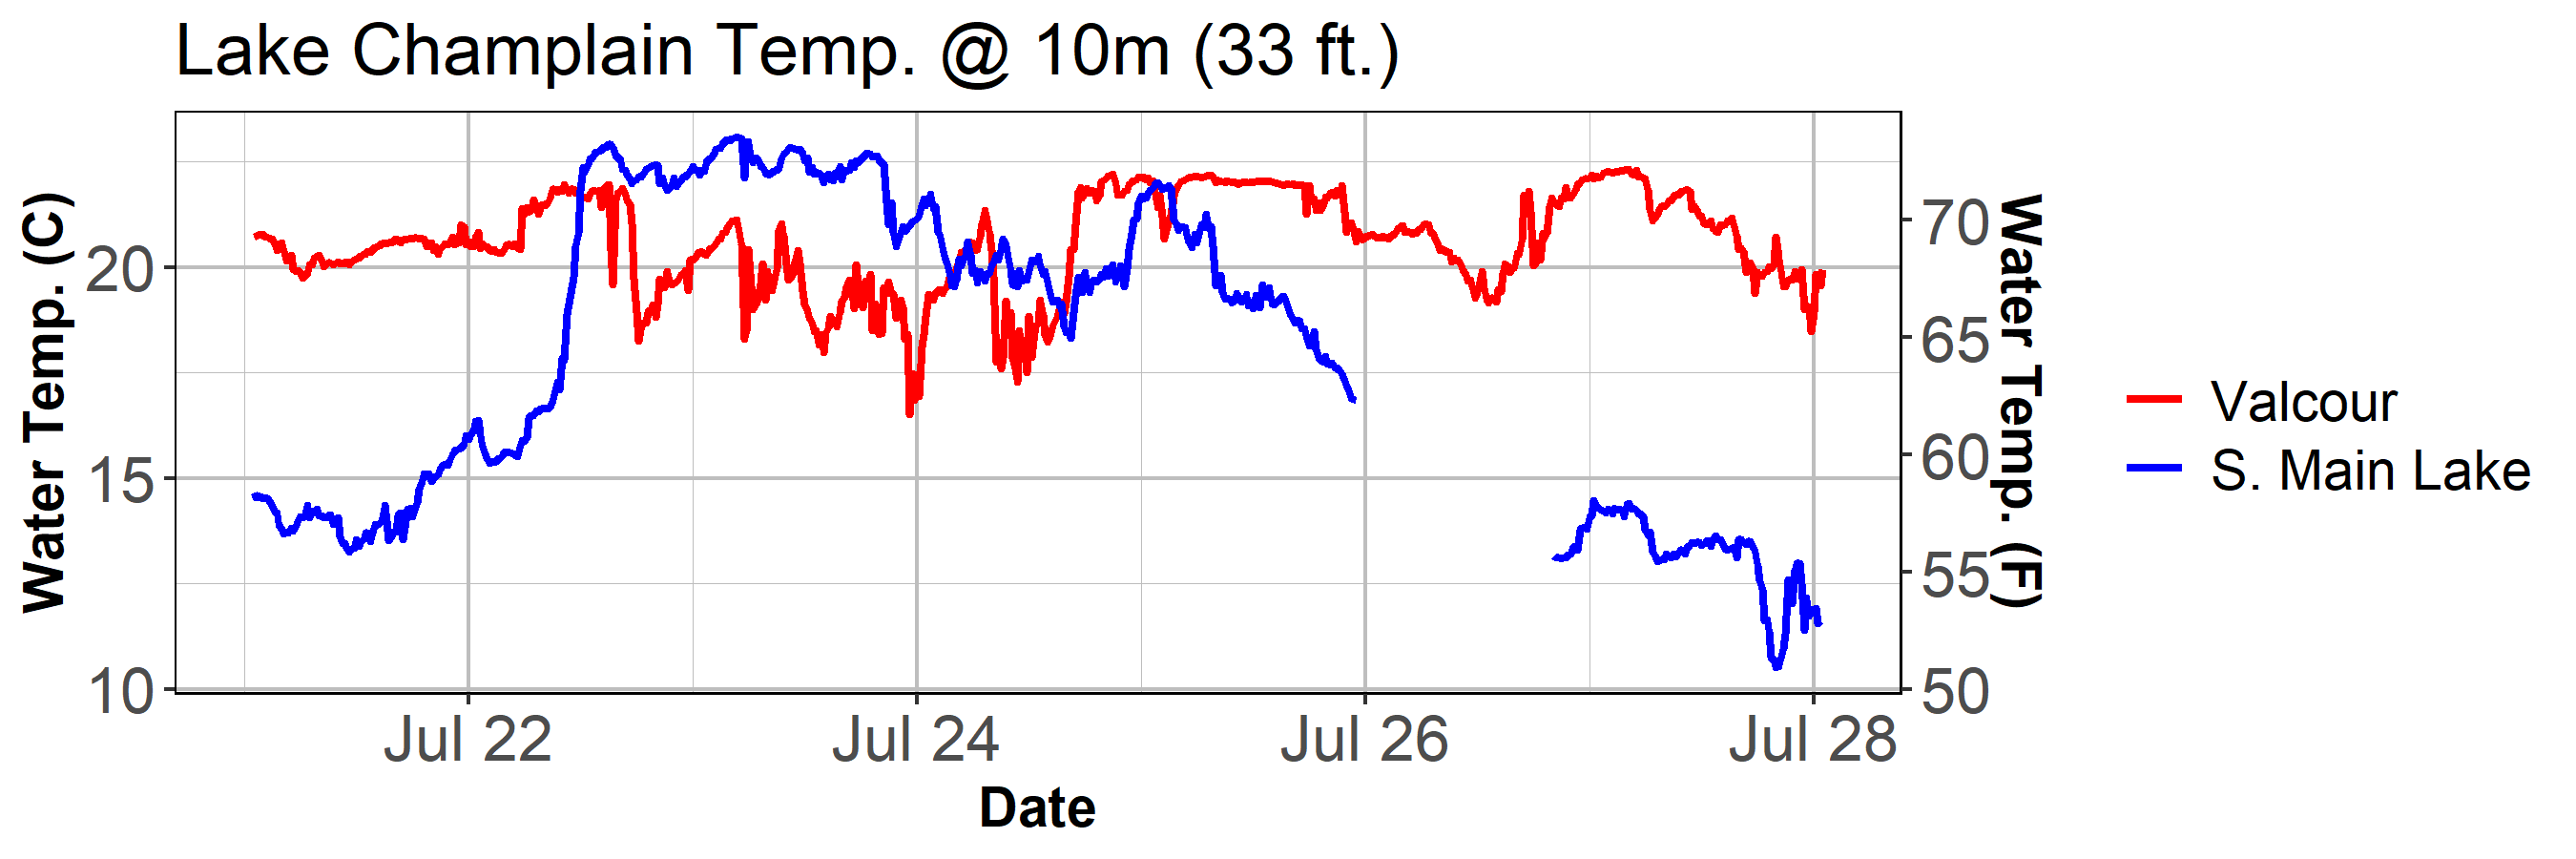 Lake Champlain Temp. @ 10m (33 ft.)
Water Temp. (C)
20
15
10
70
65
60
55
50
Water Temp. (F)
Jul 22
Jul 24
Jul 26
Jul 28
Date
Valcour
S. Main Lake